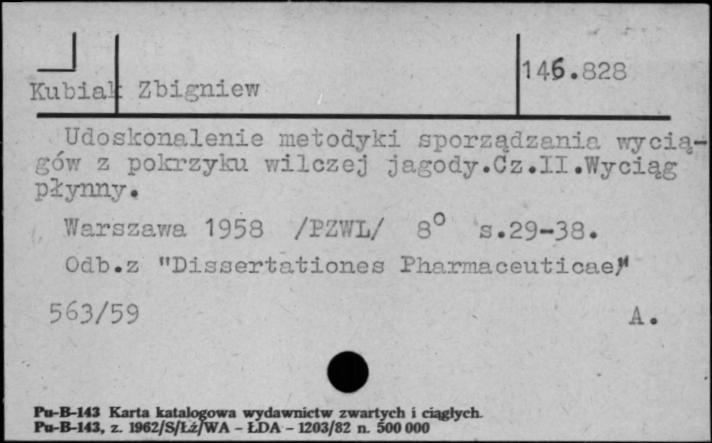 Kubiak Zbigniew 146.828
Udoskonalenie metodyki sporządzania wycią-
gów z pokrzyku wilczej jagody.Cz.II.Wyciąg
płynny.
Warszawa 1958 /PZWL/ 8° s.29-38.
Odb.z "Dissertationes Pharmaceuticae"
563/59 A.
Pu-B-143 Karta katalogowa wydawnictw zwartych i ciągłych.
Pu-B-143, z. 1962/S/Łż/WA - ŁDA - 1203/82 n. 500 000